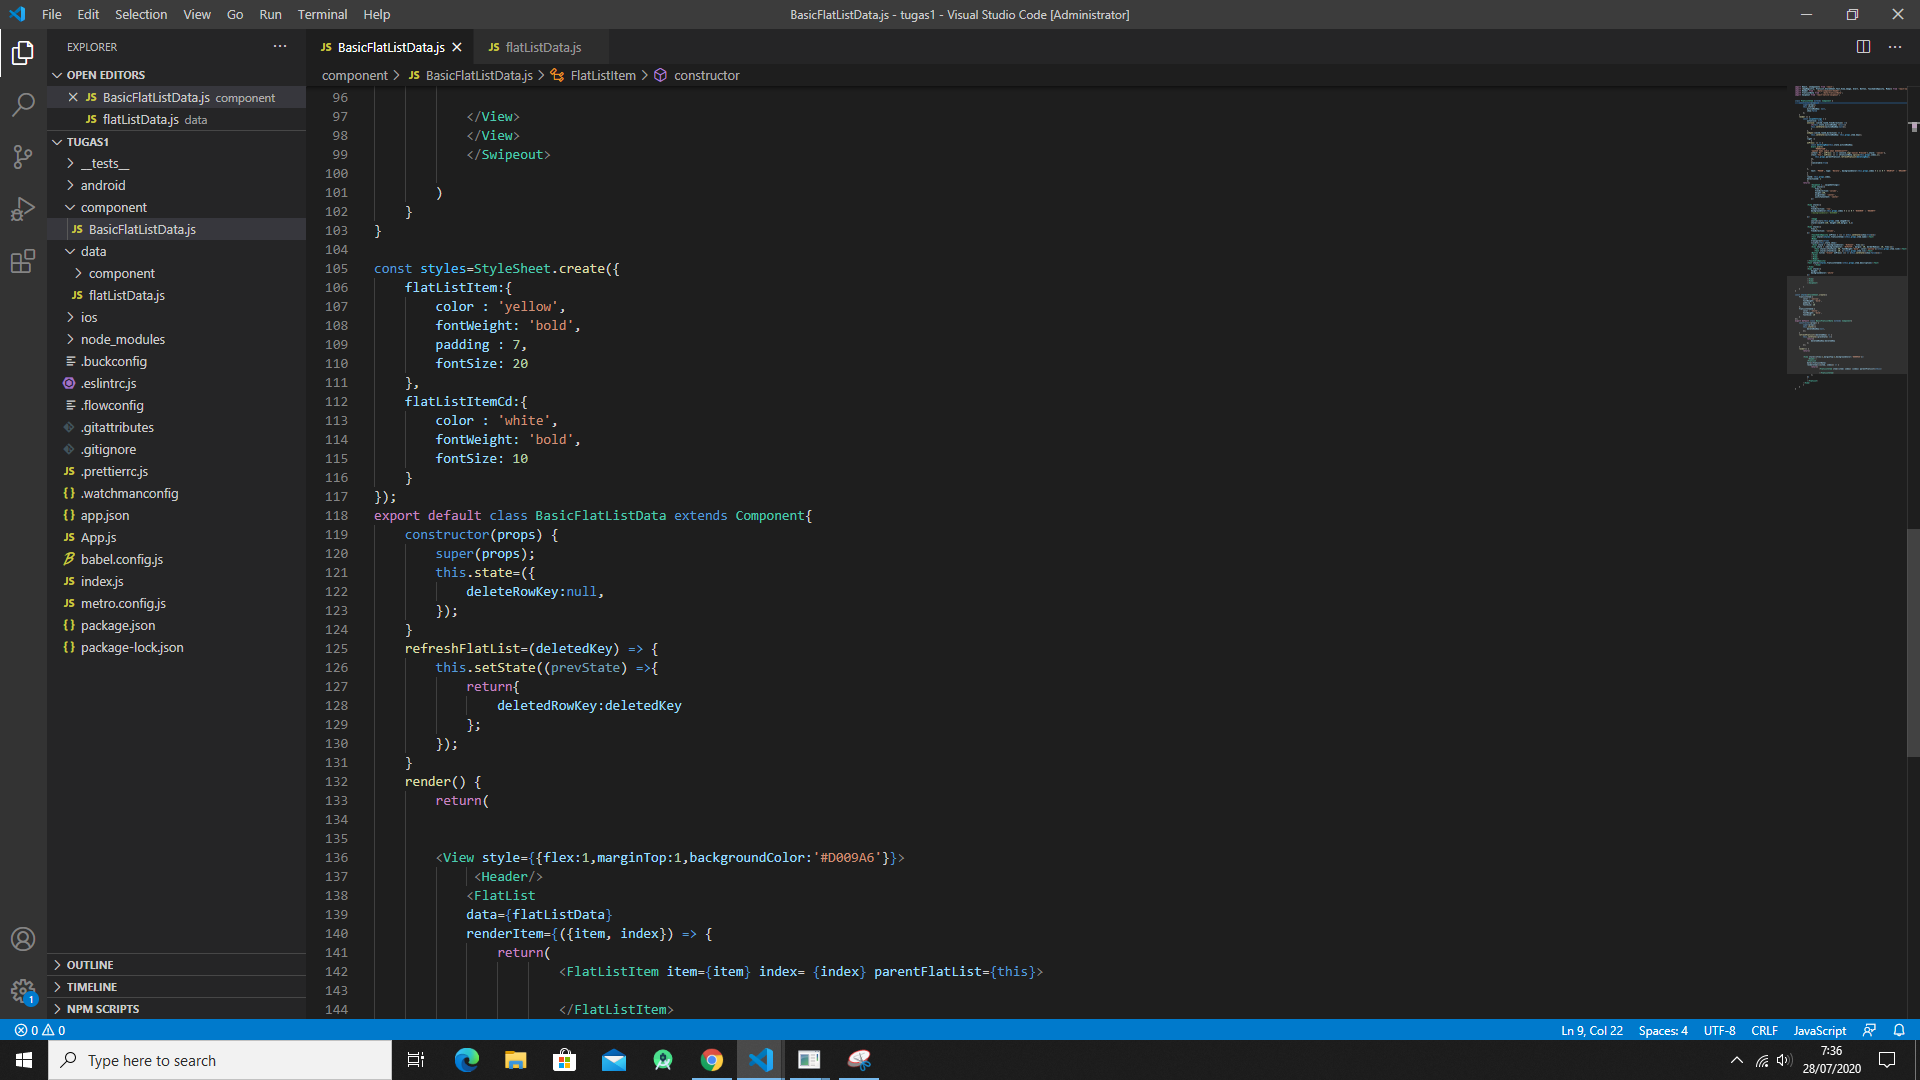 File Edit Selection View Go Run Terminal Help
BasicFlatListData.js - tugas1 - Visual Studio Code [Administrator]
EXPLORER
OPEN EDITORS
JS BasicFlatListData.js component
JS flatListData.js data
TUGAS1
__tests__
android
component
JS BasicFlatListData.js
data
component
JS flatListData.js
ios
node_modules
.buckconfig
.eslintrc.js
.flowconfig
.gitattributes
.gitignore
JS .prettierrc.js
{} .watchmanconfig
{} app.json
JS App.js
babel.config.js
JS index.js
JS metro.config.js
{} package.json
{} package-lock.json
OUTLINE
TIMELINE
NPM SCRIPTS
JS BasicFlatListData.js
JS flatListData.js
component > JS BasicFlatListData.js > FlatListItem > constructor
96
97 </View>
98 </View>
99 </Swipeout>
100
101 )
102 }
103 }
104
105 const styles=StyleSheet.create({
106 flatListItem:{
107 color : 'yellow',
108 fontWeight: 'bold',
109 padding : 7,
110 fontSize: 20
111 },
112 flatListItemCd:{
113 color : 'white',
114 fontWeight: 'bold',
115 fontSize: 10
116 }
117 });
118 export default class BasicFlatListData extends Component{
119 constructor(props) {
120 super(props);
121 this.state=({
122 deleteRowKey:null,
123 });
124 }
125 refreshFlatList=(deletedKey) => {
126 this.setState((prevState) =>{
127 return{
128 deletedRowKey:deletedKey
129 };
130 });
131 }
132 render() {
133 return(
134
135
136 <View style={{flex:1,marginTop:1,backgroundColor:'#D009A6'}}>
137 <Header/>
138 <FlatList
139 data={flatListData}
140 renderItem={({item, index}) => {
141 return(
142 <FlatListItem item={item} index= {index} parentFlatList={this}>
143
144 </FlatListItem>
1
0 0
Ln 9, Col 22 Spaces: 4 UTF-8 CRLF JavaScript
Type here to search
7:36
28/07/2020